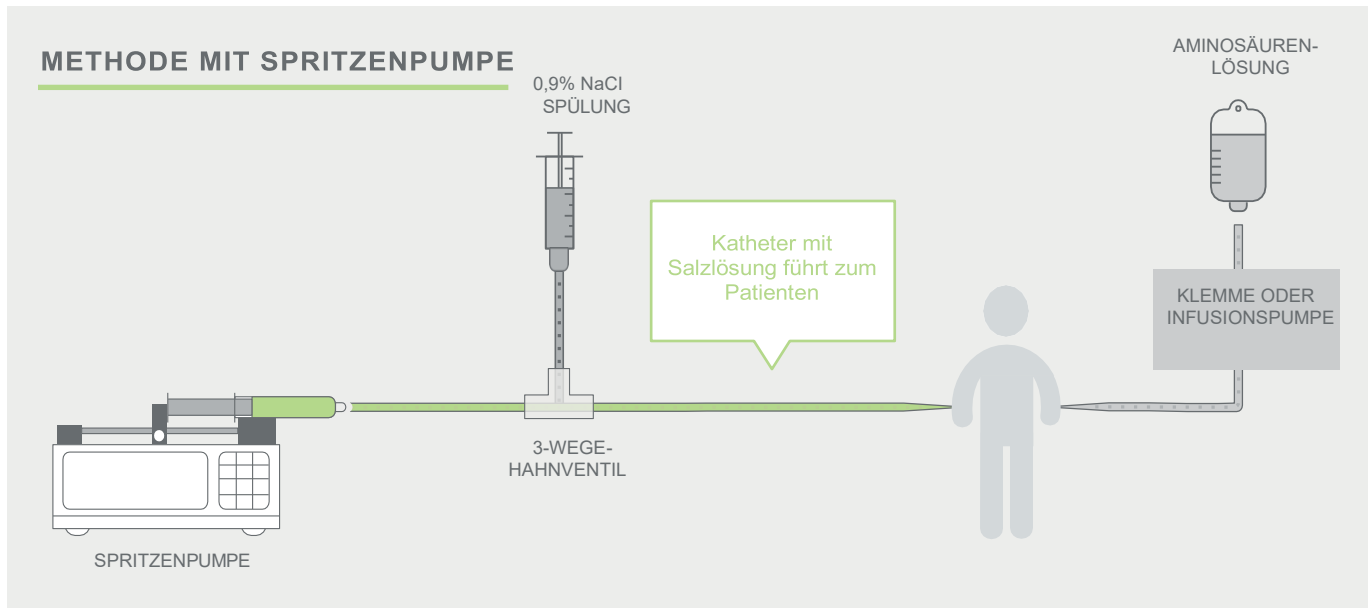 METHODE MIT SPRITZENPUMPE
0,9% NaCl
SPÜLUNG
AMINOSÄUREN-
LÖSUNG
Katheter mit
Salzlösung führt zum
Patienten
KLEMME ODER
INFUSIONSPUMPE
3-WEGE-
HAHNVENTIL
SPRITZENPUMPE